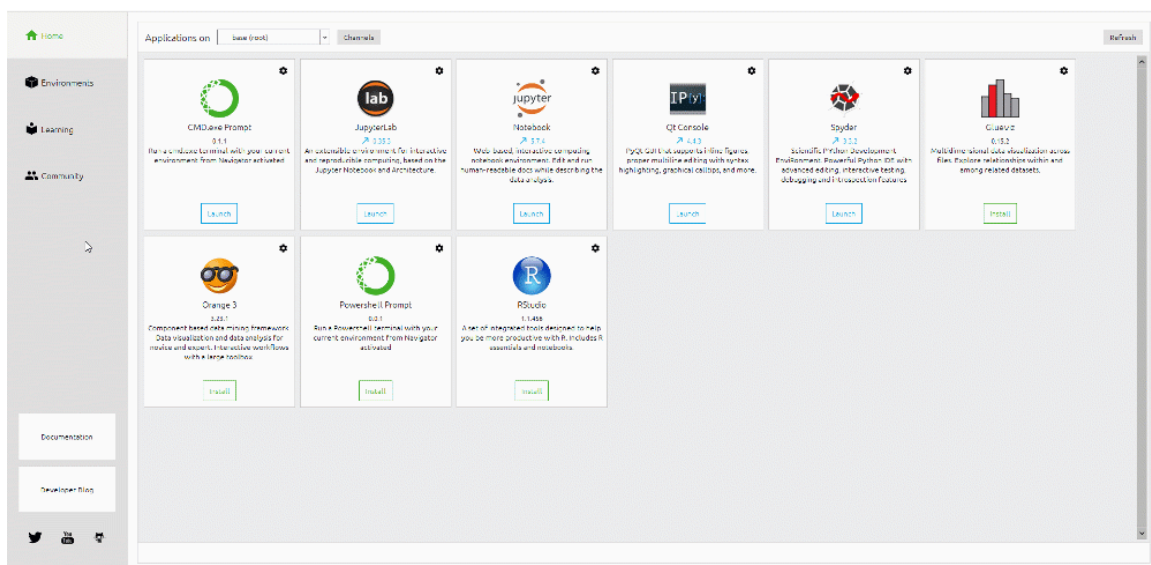 Home
Applications on
base (root)
Channels
Refresh
Environments
Learning
Community
CMD.exe Prompt
0.1.1
Run a cmd.exe terminal with your current
environment from Navigator activated
Launch
lab
JupyterLab
0.35.3
An extensible environment for interactive
and reproducible computing, based on the
Jupyter Notebook and Architecture.
Launch
jupyter
Notebook
5.7.4
Web-based, interactive computing
notebook environment. Edit and run
human-readable docs while describing the
data analysis.
Launch
IP[y]:
Qt Console
4.4.3
PyQt GUI that supports inline figures,
proper multiline editing with syntax
highlighting, graphical calltips, and more.
Launch
Spyder
3.3.2
Scientific PYthon Development
EnviRonment. Powerful Python IDE with
advanced editing, interactive testing,
debugging and introspection features
Launch
Glueviz
0.13.2
Multidimensional data visualization across
files. Explore relationships within and
among related datasets.
Install
Orange 3
Component based data mining framework.
Data visualization and data analysis for
novice and expert. Interactive workflows
with a large toolbox.
Install
Powershell Prompt
0.0.1
Run a Powershell terminal with your
current environment from Navigator
activated
Install
R
RStudio
1.1.456
A set of integrated tools designed to help
you be more productive with R. Includes R
essentials and notebooks.
Install
Documentation
Developer Blog
You
Tube